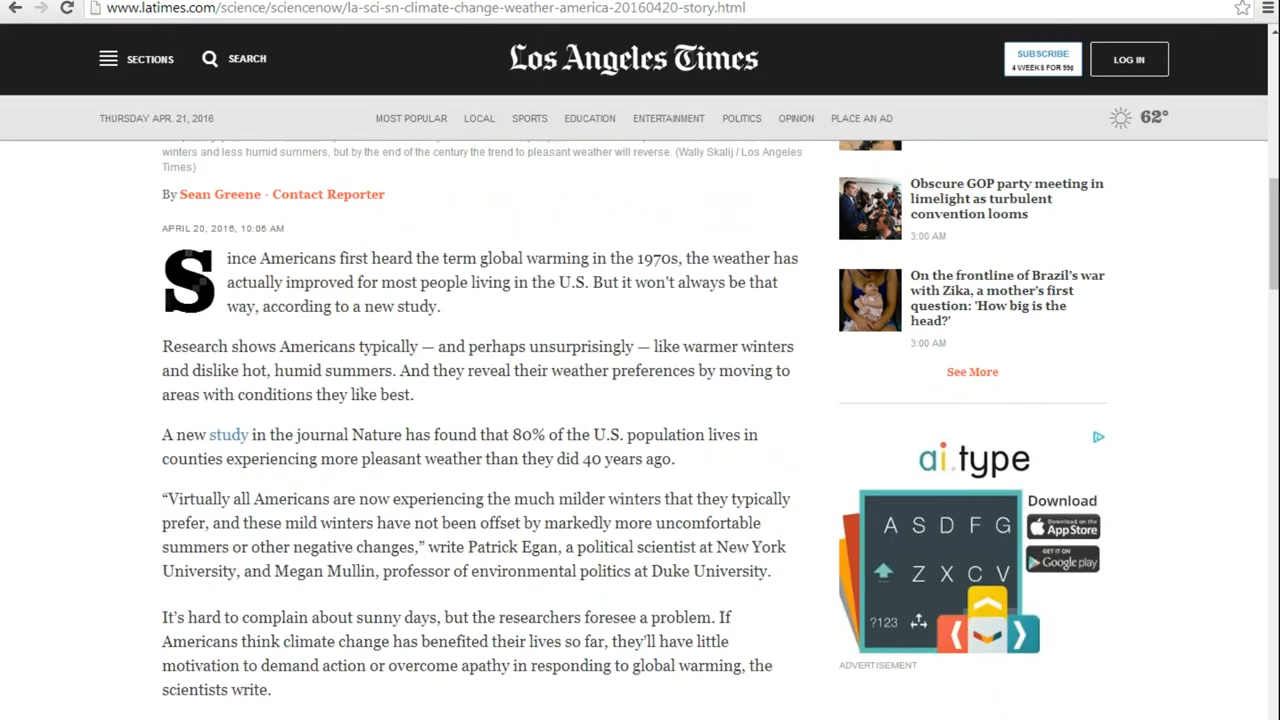 www.latimes.com/science/sciencenow/la-sci-sn-climate-change-weather-america-20160420-story.html
SECTIONS
SEARCH
Los Angeles Times
SUBSCRIBE
4 WEEKS FOR 99¢
LOG IN
THURSDAY APR. 21, 2016
MOST POPULAR LOCAL SPORTS EDUCATION ENTERTAINMENT POLITICS OPINION PLACE AN AD
62°
winters and less humid summers, but by the end of the century the trend to pleasant weather will reverse. (Wally Skalij / Los Angeles
Times)
By Sean Greene · Contact Reporter
APRIL 20, 2016, 10:05 AM
Since Americans first heard the term global warming in the 1970s, the weather has
actually improved for most people living in the U.S. But it won't always be that
way, according to a new study.
Research shows Americans typically — and perhaps unsurprisingly — like warmer winters
and dislike hot, humid summers. And they reveal their weather preferences by moving to
areas with conditions they like best.
A new study in the journal Nature has found that 80% of the U.S. population lives in
counties experiencing more pleasant weather than they did 40 years ago.
“Virtually all Americans are now experiencing the much milder winters that they typically
prefer, and these mild winters have not been offset by markedly more uncomfortable
summers or other negative changes,” write Patrick Egan, a political scientist at New York
University, and Megan Mullin, professor of environmental politics at Duke University.
It’s hard to complain about sunny days, but the researchers foresee a problem. If
Americans think climate change has benefited their lives so far, they’ll have little
motivation to demand action or overcome apathy in responding to global warming, the
scientists write.
Obscure GOP party meeting in
limelight as turbulent
convention looms
3:00 AM
On the frontline of Brazil’s war
with Zika, a mother’s first
question: 'How big is the
head?'
3:00 AM
See More
ai.type
Download
Download on the
App Store
GET IT ON
Google play
A S D F G
Z X C V
?123
ADVERTISEMENT